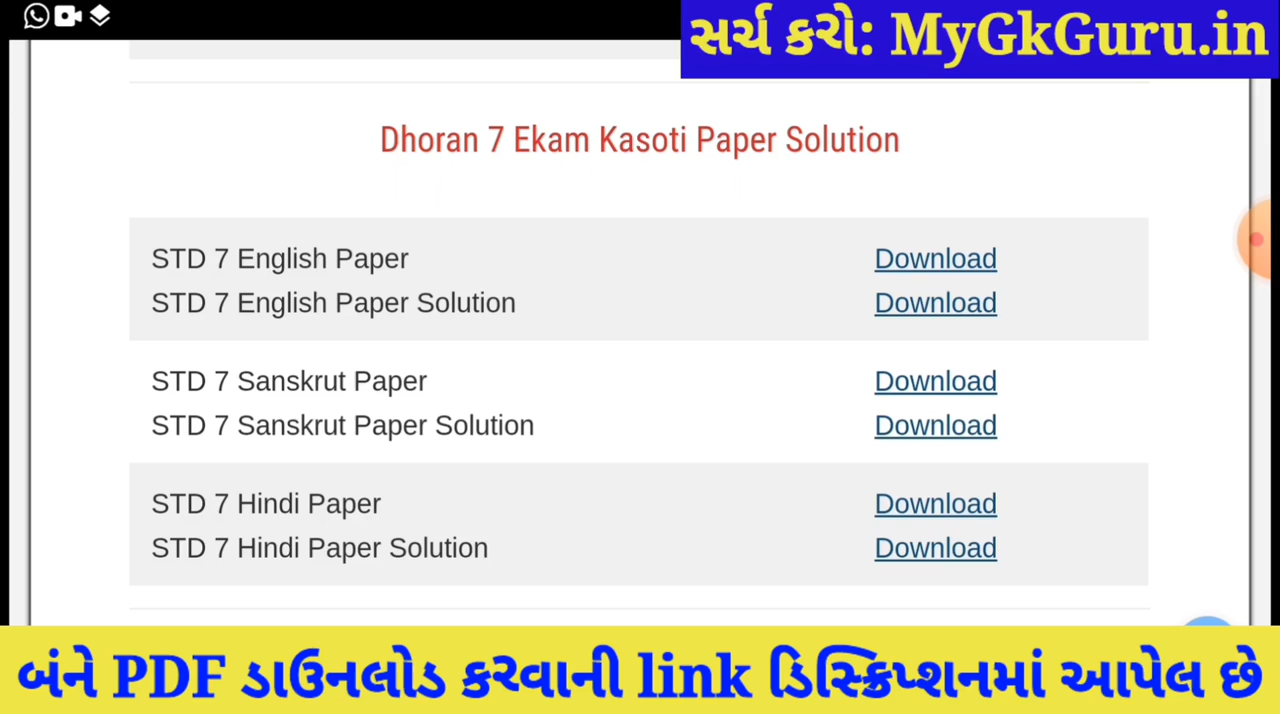 સર્ચ કરો: MyGkGuru.in
Dhoran 7 Ekam Kasoti Paper Solution
STD 7 English Paper Download
STD 7 English Paper Solution Download
STD 7 Sanskrut Paper Download
STD 7 Sanskrut Paper Solution Download
STD 7 Hindi Paper Download
STD 7 Hindi Paper Solution Download
બંને PDF ડાઉનલોડ કરવાની link ડિસ્ક્રિપ્શનમાં આપેલ છે